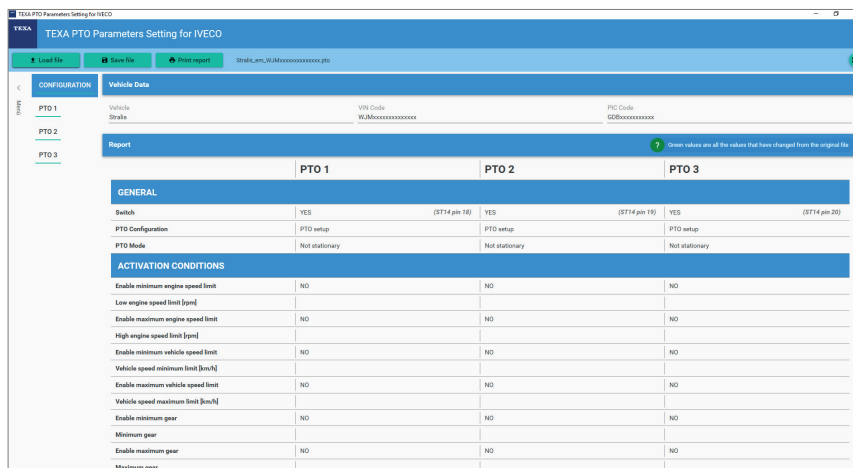 TEXA PTO Parameters Setting for IVECO
TEXA
TEXA PTO Parameters Setting for IVECO
Load file Save file Print report Stralis_em_WJMxxxxxxxxxxxxxx.pto
Menù
CONFIGURATION
PTO 1
PTO 2
PTO 3
Vehicle Data
Vehicle VIN Code PIC Code
Stralis WJMxxxxxxxxxxxxxx GDBxxxxxxxxxxx
Report ? Green values are all the values that have changed from the original file
PTO 1 PTO 2 PTO 3
GENERAL
Switch YES (ST14 pin 18) YES (ST14 pin 19) YES (ST14 pin 20)
PTO Configuration PTO setup PTO setup PTO setup
PTO Mode Not stationary Not stationary Not stationary
ACTIVATION CONDITIONS
Enable minimum engine speed limit NO NO NO
Low engine speed limit [rpm]
Enable maximum engine speed limit NO NO NO
High engine speed limit [rpm]
Enable minimum vehicle speed limit NO NO NO
Vehicle speed minimum limit [km/h]
Enable maximum vehicle speed limit NO NO NO
Vehicle speed maximum limit [km/h]
Enable minimum gear NO NO NO
Minimum gear
Enable maximum gear NO NO NO
Maximum gear